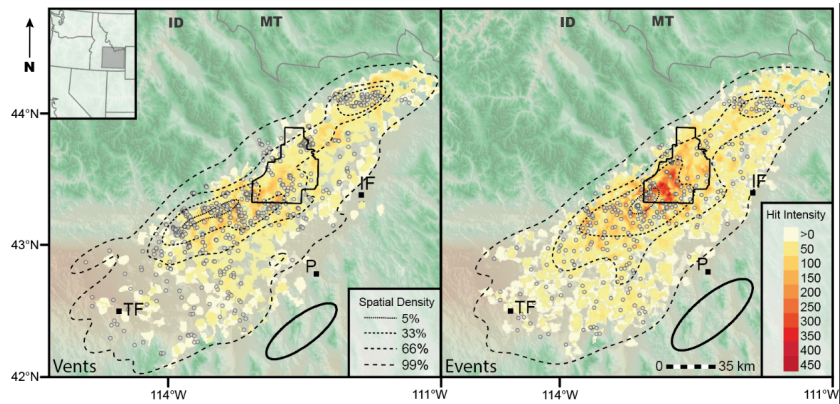 ID MT
ID MT
N
44°N
43°N
42°N
IF
P
TF
Spatial Density
5%
33%
66%
99%
Vents
114°W
111°W
IF
P
TF
Hit Intensity
>0
50
100
150
200
250
300
350
400
450
0 35 km
Events
114°W
111°W